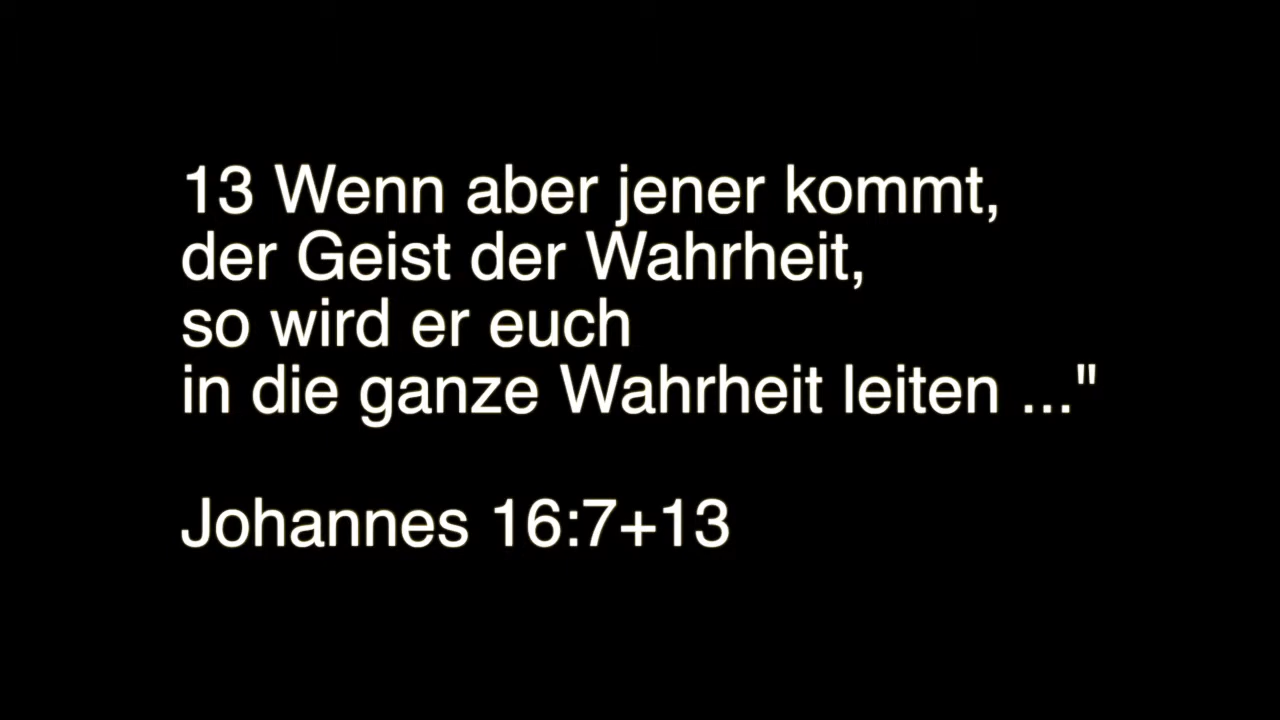 13 Wenn aber jener kommt,
der Geist der Wahrheit,
so wird er euch
in die ganze Wahrheit leiten ..."
Johannes 16:7+13